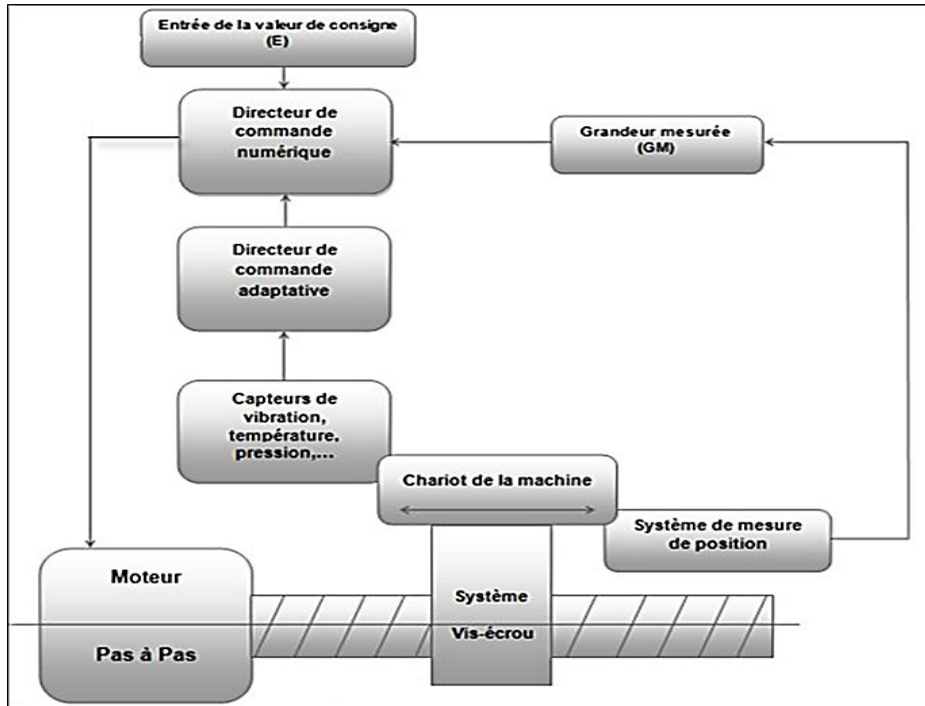 Entrée de la valeur de consigne
(E)
Directeur de
commande
numérique
Grandeur mesurée
(GM)
Directeur de
commande
adaptative
Capteurs de
vibration,
température,
pression,...
Chariot de la machine
Système de mesure
de position
Moteur
Pas à Pas
Système
Vis-écrou